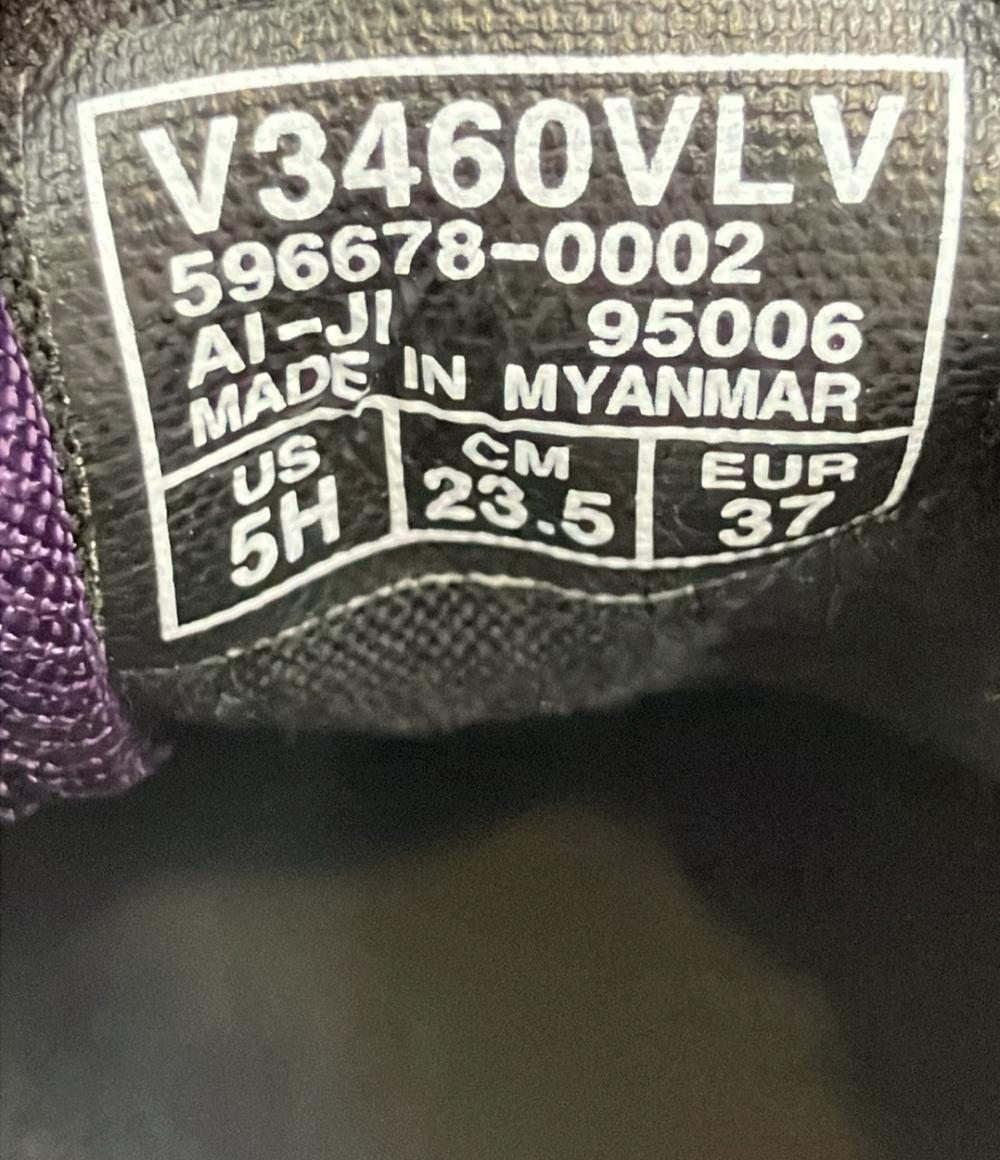 V3460VLV
596678-0002
AI-JI 95006
MADE IN MYANMAR
US CM EUR
5H 23.5 37